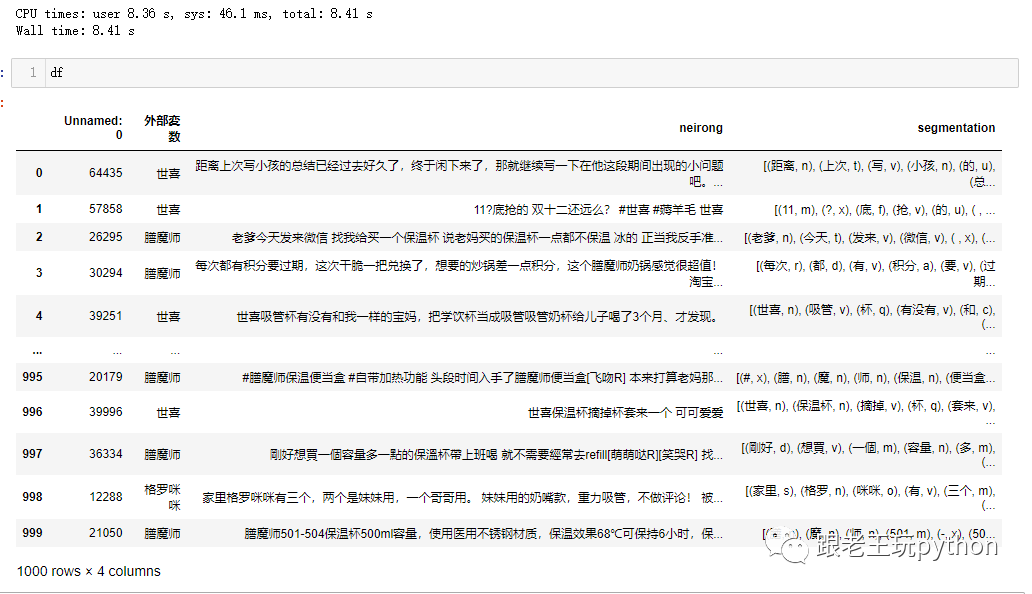 CPU times: user 8.36 s, sys: 46.1 ms, total: 8.41 s
Wall time: 8.41 s
:
1 df
:
Unnamed: 0 外部变数 neirong segmentation
0 64435 世喜 距离上次写小孩的总结已经过去好久了，终于闲下来了，那就继续写一下在他这段期间出现的小问题吧。... [(距离, n), (上次, t), (写, v), (小孩, n), (的, u), (总...
1 57858 世喜 11?底抢的 双十二还远么？ #世喜 #薅羊毛 世喜 [(11, m), (?, x), (底, f), (抢, v), (的, u), ( , ...
2 26295 膳魔师 老爹今天发来微信 找我给买一个保温杯 说老妈买的保温杯一点都不保温 冰的 正当我反手准... [(老爹, n), (今天, t), (发来, v), (微信, v), ( , x), (...
3 30294 膳魔师 每次都有积分要过期，这次干脆一把兑换了，想要的炒锅差一点积分，这个膳魔师奶锅感觉很超值！淘宝... [(每次, r), (都, d), (有, v), (积分, a), (要, v), (过期...
4 39251 世喜 世喜吸管杯有没有和我一样的宝妈，把学饮杯当成吸管吸管奶杯给儿子喝了3个月、才发现。 [(世喜, n), (吸管, v), (杯, q), (有没有, v), (和, c), (...
... ... ... ... ...
995 20179 膳魔师 #膳魔师保温便当盒 #自带加热功能 头段时间入手了膳魔师便当盒[飞吻R] 本来打算老妈那... [(#, x), (膳, n), (魔, n), (师, n), (保温, n), (便当盒...
996 39996 世喜 世喜保温杯摘掉杯套来一个 可可爱爱 [(世喜, n), (保温杯, n), (摘掉, v), (杯, q), (套来, v), ...
997 36334 膳魔师 剛好想買一個容量多一點的保溫杯帶上班喝 就不需要經常去refill[萌萌哒R][笑哭R] 找... [(剛好, d), (想買, v), (一個, m), (容量, n), (多, m), (...
998 12288 格罗咪咪 家里格罗咪咪有三个，两个是妹妹用，一个哥哥用。 妹妹用的奶嘴款，重力吸管，不做评论！ 被... [(家里, s), (格罗, n), (咪咪, o), (有, v), (三个, m), (...
999 21050 膳魔师 膳魔师501-504保温杯500ml容量，使用医用不锈钢材质，保温效果68℃可保持6小时，保... n), (魔, n), (师, n), (501, m), (-, x), (50...
跟老王玩python
1000 rows × 4 columns